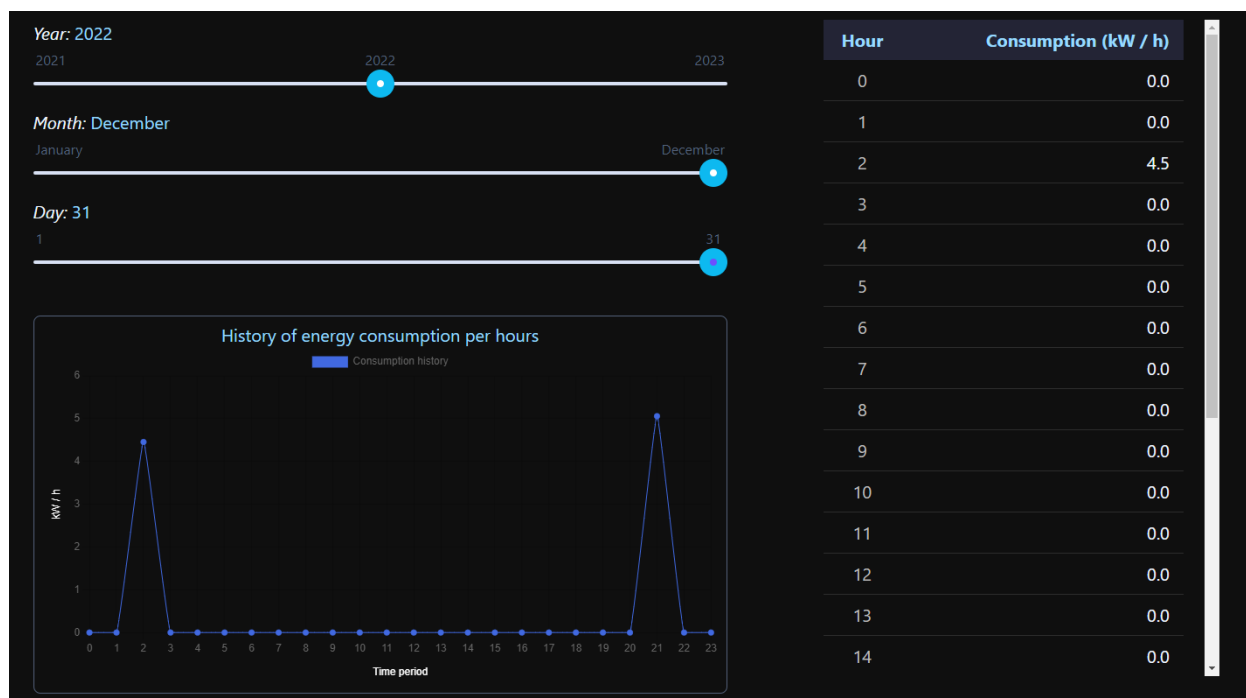 Year: 2022
2021 2022 2023
Month: December
January December
Day: 31
1 31
History of energy consumption per hours
Consumption history
6
5
4
3
2
1
0
kW / h
0 1 2 3 4 5 6 7 8 9 10 11 12 13 14 15 16 17 18 19 20 21 22 23
Time period
Hour Consumption (kW / h)
0 0.0
1 0.0
2 4.5
3 0.0
4 0.0
5 0.0
6 0.0
7 0.0
8 0.0
9 0.0
10 0.0
11 0.0
12 0.0
13 0.0
14 0.0